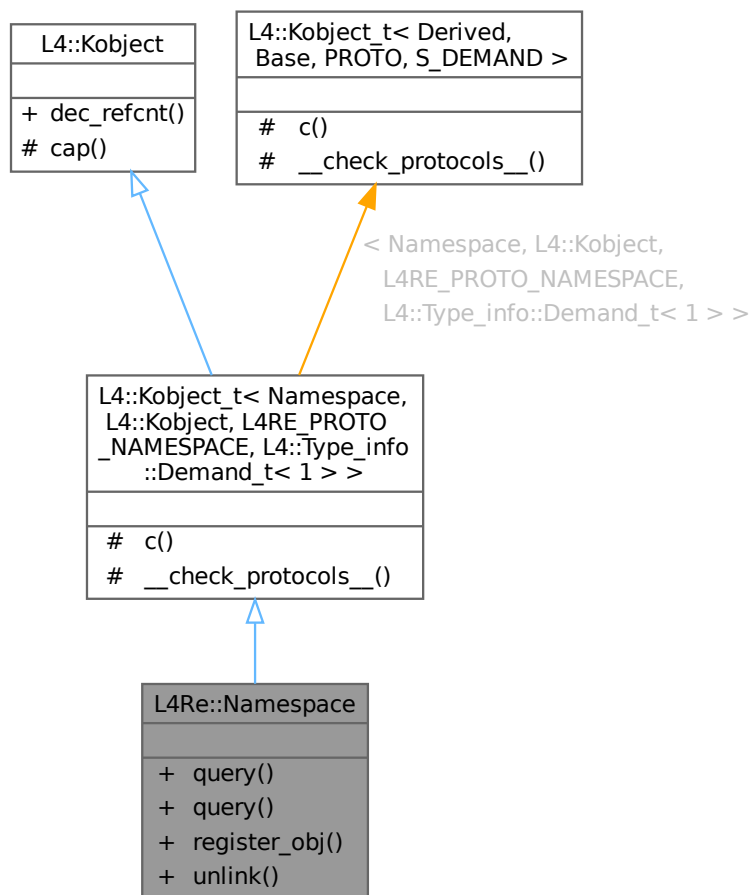 L4::Kobject
+ dec_refcnt()
# cap()
L4::Kobject_t< Derived,
Base, PROTO, S_DEMAND >
# c()
# __check_protocols__()
< Namespace, L4::Kobject,
L4RE_PROTO_NAMESPACE,
L4::Type_info::Demand_t< 1 > >
L4::Kobject_t< Namespace,
L4::Kobject, L4RE_PROTO
_NAMESPACE, L4::Type_info
::Demand_t< 1 > >
# c()
# __check_protocols__()
L4Re::Namespace
+ query()
+ query()
+ register_obj()
+ unlink()